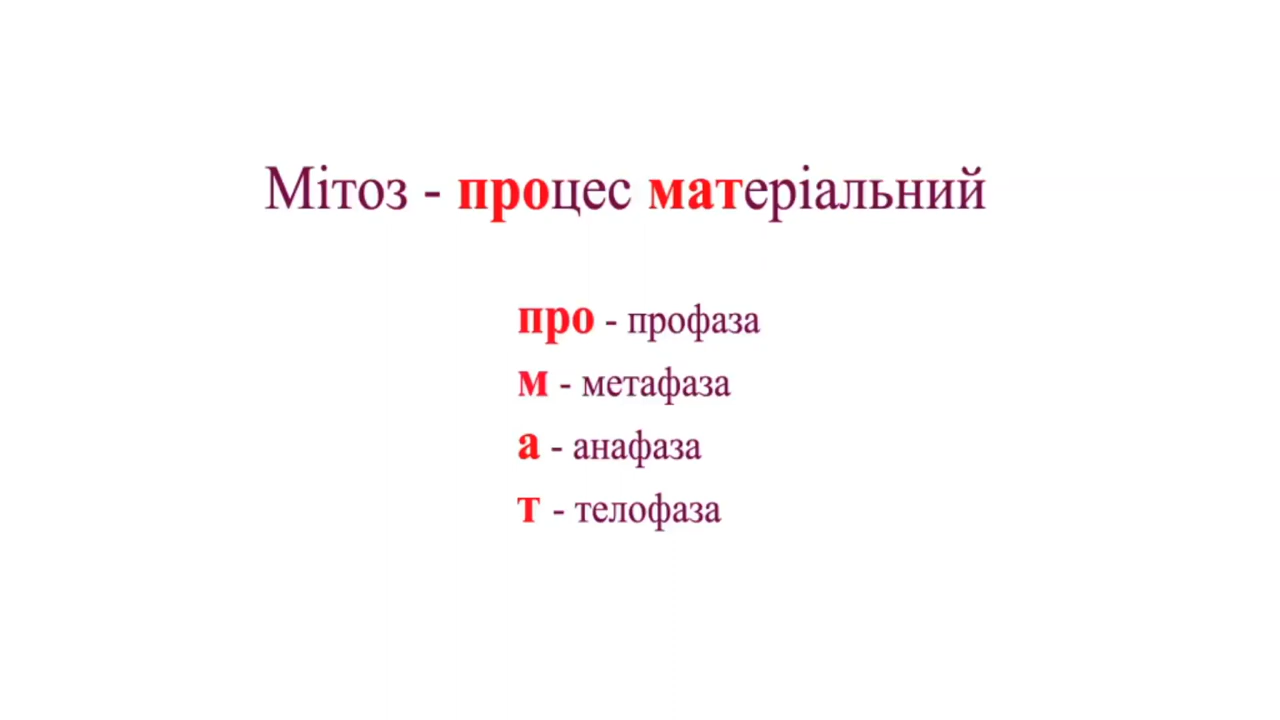 Мітоз - процес матеріальний
про - профаза
м - метафаза
а - анафаза
т - телофаза